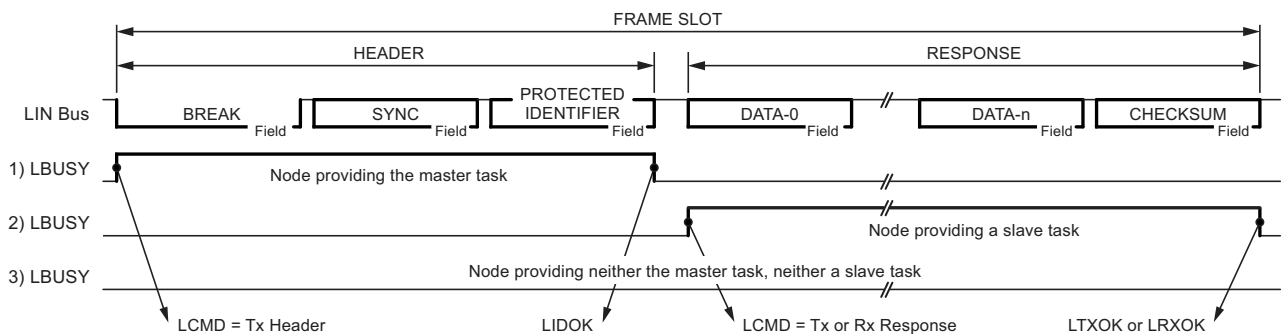 FRAME SLOT
HEADER
RESPONSE
LIN Bus
BREAK
Field
SYNC
Field
PROTECTED
IDENTIFIER
Field
DATA-0
Field
DATA-n
Field
CHECKSUM
Field
1) LBUSY
Node providing the master task
2) LBUSY
Node providing a slave task
3) LBUSY
Node providing neither the master task, neither a slave task
LCMD = Tx Header
LIDOK
LCMD = Tx or Rx Response
LTXOK or LRXOK